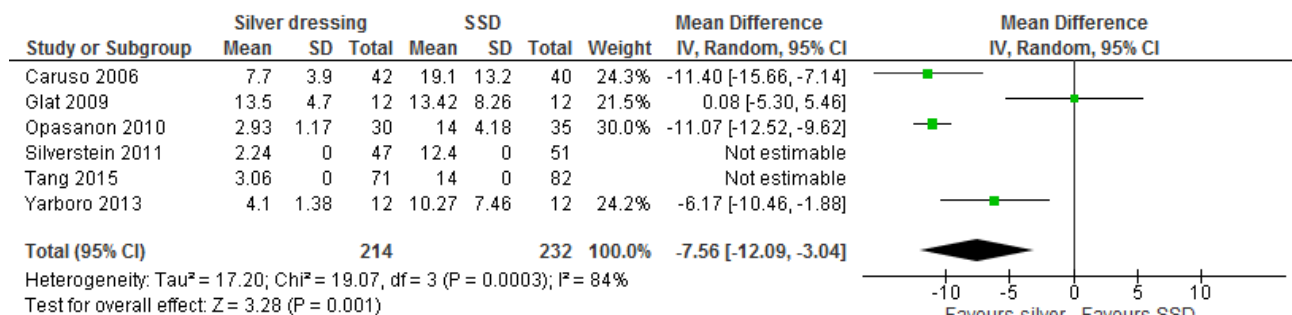 Silver dressing SSD Mean Difference Mean Difference
Study or Subgroup Mean SD Total Mean SD Total Weight IV, Random, 95% CI IV, Random, 95% CI
Caruso 2006 7.7 3.9 42 19.1 13.2 40 24.3% -11.40 [-15.66, -7.14]
Glat 2009 13.5 4.7 12 13.42 8.26 12 21.5% 0.08 [-5.30, 5.46]
Opasanon 2010 2.93 1.17 30 14 4.18 35 30.0% -11.07 [-12.52, -9.62]
Silverstein 2011 2.24 0 47 12.4 0 51 Not estimable
Tang 2015 3.06 0 71 14 0 82 Not estimable
Yarboro 2013 4.1 1.38 12 10.27 7.46 12 24.2% -6.17 [-10.46, -1.88]
Total (95% CI) 214 232 100.0% -7.56 [-12.09, -3.04]
Heterogeneity: Tau² = 17.20; Chi² = 19.07, df = 3 (P = 0.0003); I² = 84%
Test for overall effect: Z = 3.28 (P = 0.001)
-10 -5 0 5 10
Favours silver Favours SSD